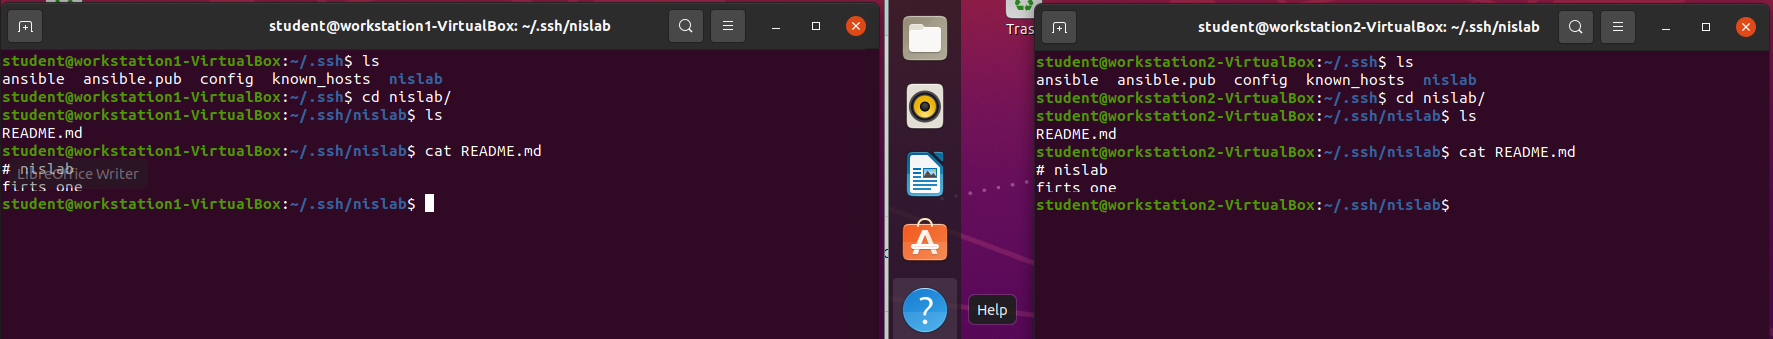 student@workstation1-VirtualBox: ~/.ssh/nislab
student@workstation1-VirtualBox:~/.ssh$ ls
ansible  ansible.pub  config  known_hosts  nislab
student@workstation1-VirtualBox:~/.ssh$ cd nislab/
student@workstation1-VirtualBox:~/.ssh/nislab$ ls
README.md
student@workstation1-VirtualBox:~/.ssh/nislab$ cat README.md
# nislab
LibreOffice Writer
firts one
student@workstation1-VirtualBox:~/.ssh/nislab$
Tras
Help
student@workstation2-VirtualBox: ~/.ssh/nislab
student@workstation2-VirtualBox:~/.ssh$ ls
ansible  ansible.pub  config  known_hosts  nislab
student@workstation2-VirtualBox:~/.ssh$ cd nislab/
student@workstation2-VirtualBox:~/.ssh/nislab$ ls
README.md
student@workstation2-VirtualBox:~/.ssh/nislab$ cat README.md
# nislab
firts one
student@workstation2-VirtualBox:~/.ssh/nislab$